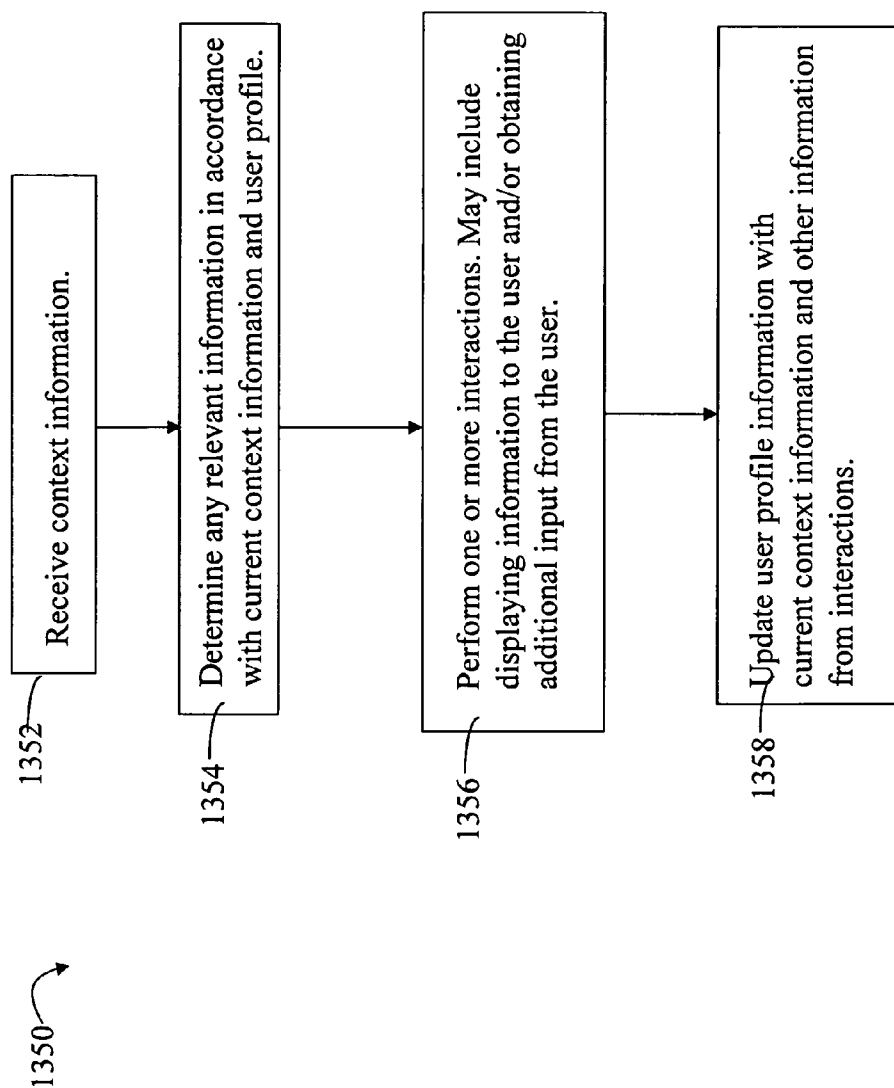 1350
1352
Receive context information.
1354
Determine any relevant information in accordance
with current context information and user profile.
1356
Perform one or more interactions. May include
displaying information to the user and/or obtaining
additional input from the user.
1358
Update user profile information with
current context information and other information
from interactions.